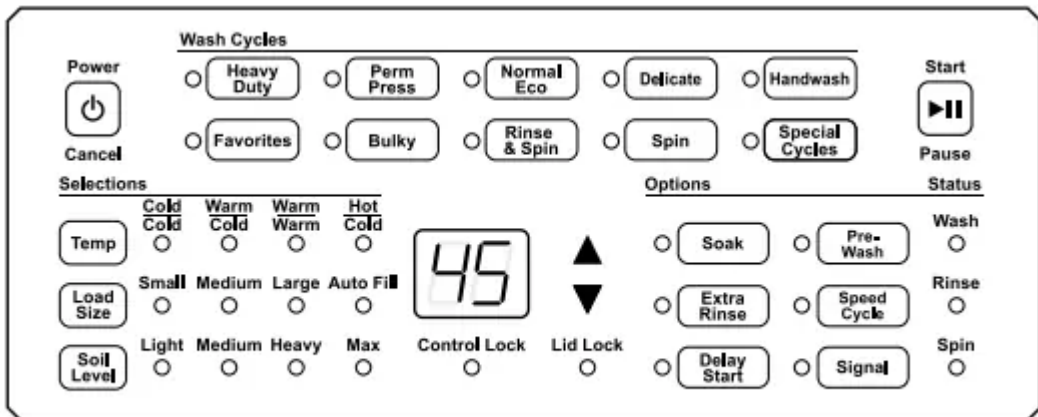 Wash Cycles
Power
Cancel
Heavy
Duty
Perm
Press
Normal
Eco
Delicate
Handwash
Start
Pause
Favorites
Bulky
Rinse
& Spin
Spin
Special
Cycles
Selections
Cold
Cold
Warm
Cold
Warm
Warm
Hot
Cold
Temp
Small Medium Large Auto Fill
Load
Size
Light Medium Heavy Max
Soil
Level
45
Control Lock
Lid Lock
Options
Soak
Pre-
Wash
Extra
Rinse
Speed
Cycle
Delay
Start
Signal
Status
Wash
Rinse
Spin